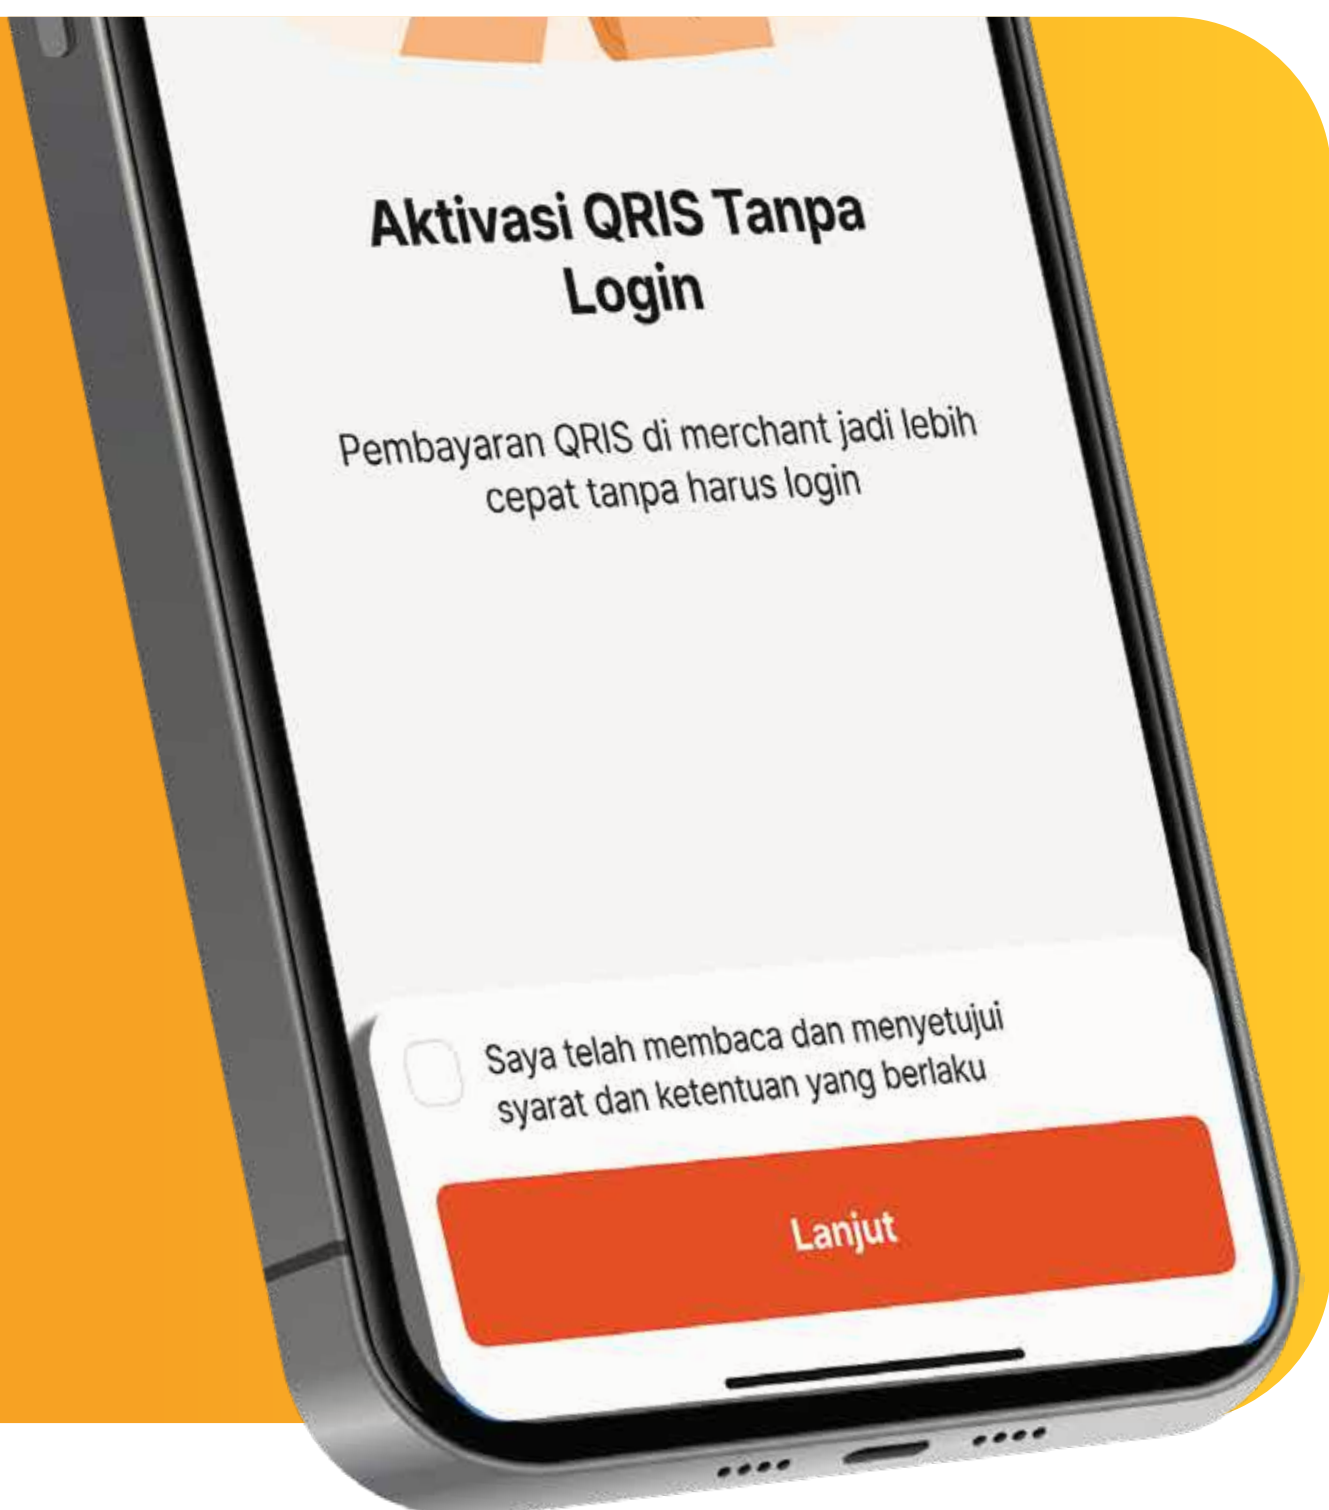 Aktivasi QRIS Tanpa
Login
Pembayaran QRIS di merchant jadi lebih
cepat tanpa harus login
Saya telah membaca dan menyetujui
syarat dan ketentuan yang berlaku
Lanjut